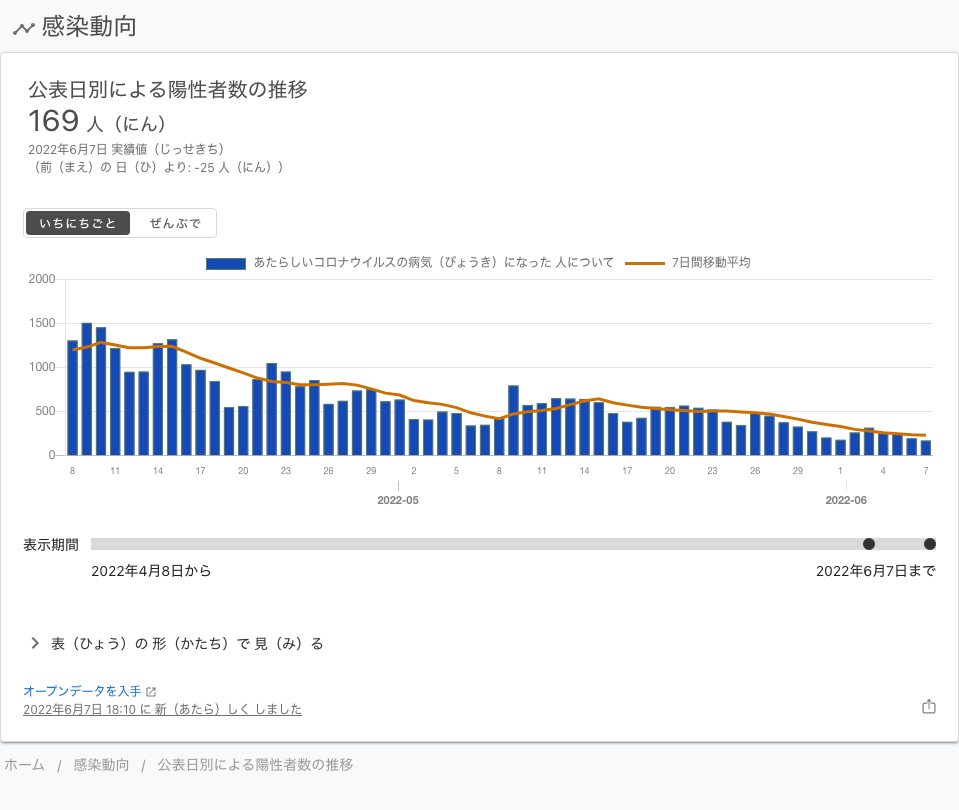 感染動向
公表日別による陽性者数の推移
169 人（にん）
2022年6月7日 実績値（じっせきち）
（前（まえ）の 日（ひ）より: -25 人（にん））
いちにちごと ぜんぶで
あたらしいコロナウイルスの病気（びょうき）になった 人について 7日間移動平均
2000
1500
1000
500
0
8 11 14 17 20 23 26 29 2 5 8 11 14 17 20 23 26 29 1 4 7
2022-05 2022-06
表示期間
2022年4月8日から 2022年6月7日まで
表（ひょう）の 形（かたち）で 見（み）る
オープンデータを入手
2022年6月7日 18:10 に 新（あたら）しく しました
ホーム / 感染動向 / 公表日別による陽性者数の推移